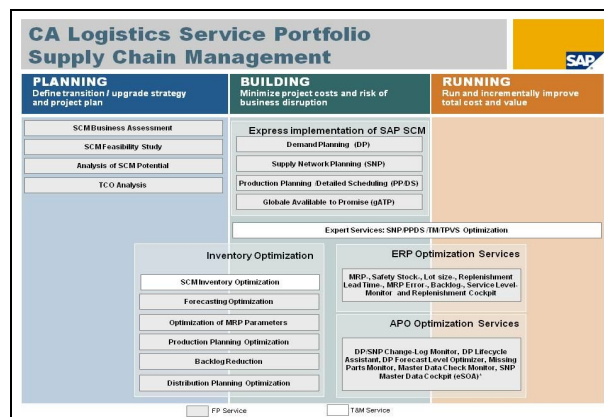 CA Logistics Service Portfolio
Supply Chain Management
SAP
PLANNING
Define transition / upgrade strategy
and project plan
BUILDING
Minimize project costs and risk of
business disruption
RUNNING
Run and incrementally improve
total cost and value
SCM Business Assessment
SCM Feasibility Study
Analysis of SCM Potential
TCO Analysis
Express implementation of SAP SCM
Demand Planning (DP)
Supply Network Planning (SNP)
Production Planning /Detailed Scheduling (PP/DS)
Globale Available to Promise (gATP)
Expert Services: SNP/PPDS /TM/TPVS Optimization
Inventory Optimization
SCM Inventory Optimization
Forecasting Optimization
Optimization of MRP Parameters
Production Planning Optimization
Backlog Reduction
Distribution Planning Optimization
ERP Optimization Services
MRP-, Safety Stock-, Lot size-, Replenishment
Lead Time-, MRP Error-, Backlog-, Service Level-
Monitor and Replenishment Cockpit
APO Optimization Services
DP/SNP Change-Log Monitor, DP Lifecycle
Assistant, DP Forecast Level Optimizer, Missing
Parts Monitor, Master Data Check Monitor, SNP
Master Data Cockpit (eSOA)*
FP Service
T&M Service